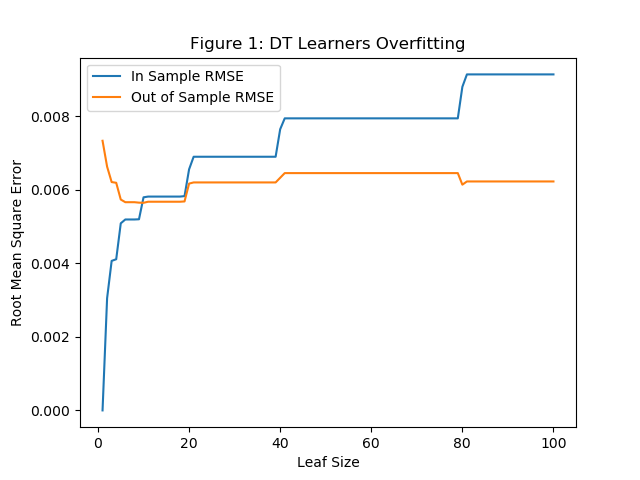 Figure 1: DT Learners Overfitting
In Sample RMSE
Out of Sample RMSE
Root Mean Square Error
0.008
0.006
0.004
0.002
0.000
0
20
40
60
80
100
Leaf Size